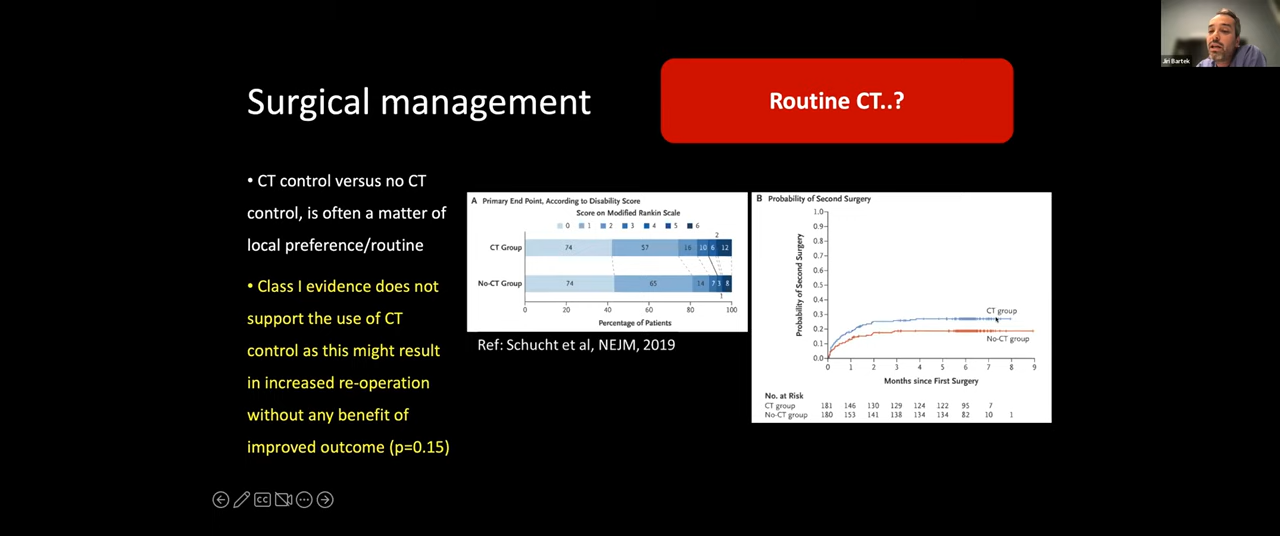 Jiri Bartek
Surgical management
Routine CT..?
• CT control versus no CT
control, is often a matter of
local preference/routine
• Class I evidence does not
support the use of CT
control as this might result
in increased re-operation
without any benefit of
improved outcome (p=0.15)
A Primary End Point, According to Disability Score
Score on Modified Rankin Scale
0 1 2 3 4 5 6
2
CT Group 74 57 16 10 6 12
No-CT Group 74 65 14 7 3 8
1
0 20 40 60 80 100
Percentage of Patients
Ref: Schucht et al, NEJM, 2019
B Probability of Second Surgery
Probability of Second Surgery
1.0
0.9
0.8
0.7
0.6
0.5
0.4
0.3
0.2
0.1
0.0
CT group
No-CT group
0 1 2 3 4 5 6 7 8 9
Months since First Surgery
No. at Risk
CT group 181 146 130 129 124 122 95 7
No-CT group 180 153 141 138 134 134 82 10 1
CC